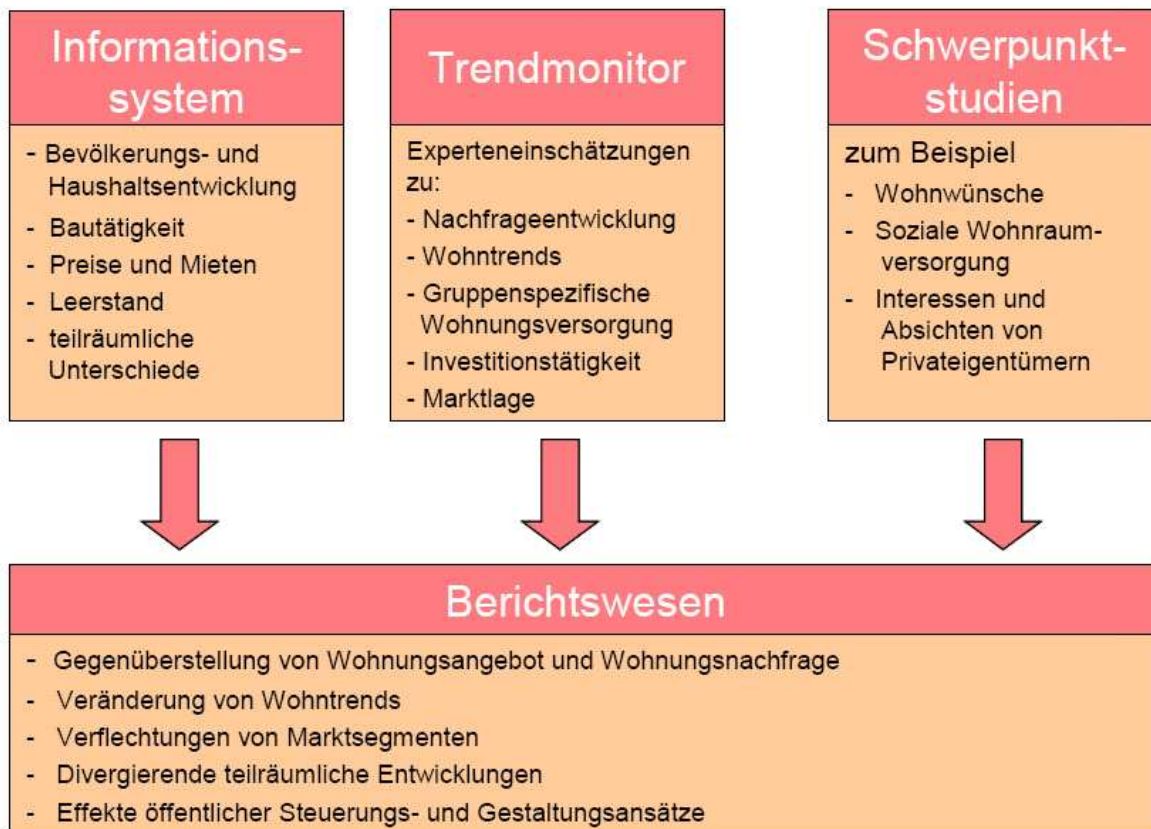 Informations-
system
- Bevölkerungs- und
Haushaltsentwicklung
- Bautätigkeit
- Preise und Mieten
- Leerstand
- teilräumliche
Unterschiede
Trendmonitor
Experteneinschätzungen
zu:
- Nachfrageentwicklung
- Wohntrends
- Gruppenspezifische
Wohnungsversorgung
- Investitionstätigkeit
- Marktlage
Schwerpunkt-
studien
zum Beispiel
- Wohnwünsche
- Soziale Wohnraum-
versorgung
- Interessen und
Absichten von
Privateigentümern
Berichtswesen
- Gegenüberstellung von Wohnungsangebot und Wohnungsnachfrage
- Veränderung von Wohntrends
- Verflechtungen von Marktsegmenten
- Divergierende teilräumliche Entwicklungen
- Effekte öffentlicher Steuerungs- und Gestaltungsansätze